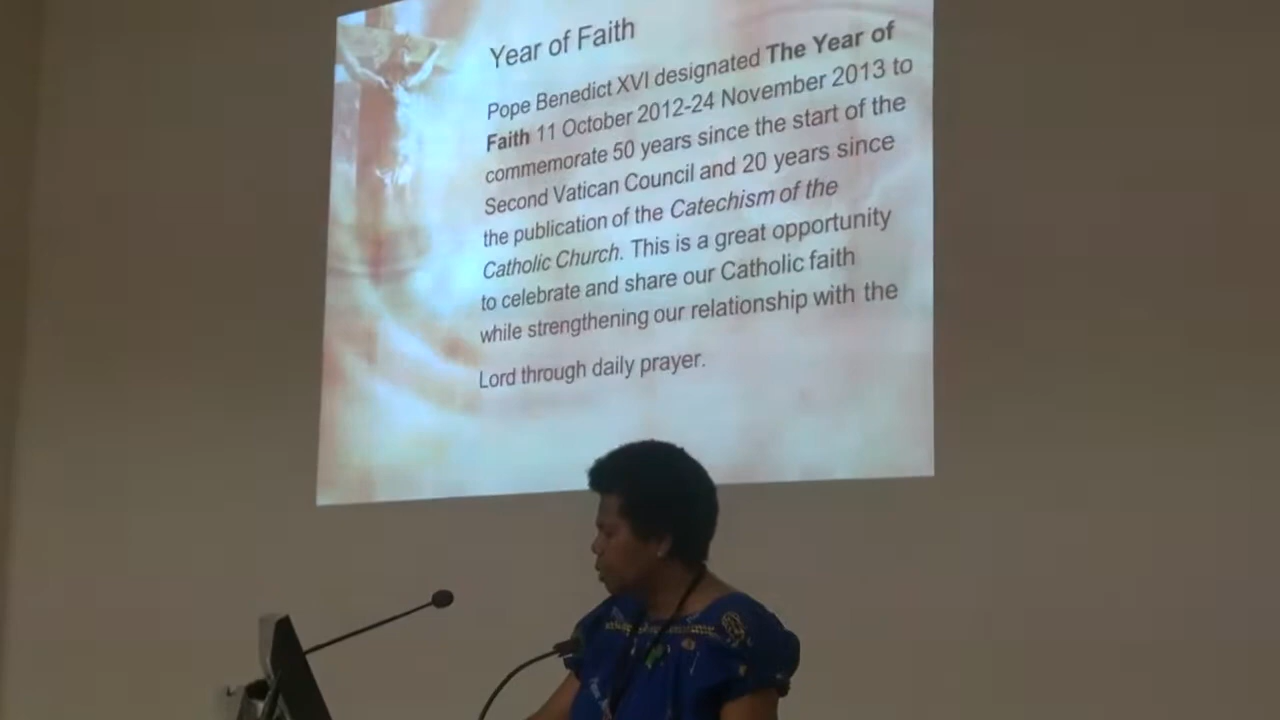 Year of Faith
Pope Benedict XVI designated The Year of
Faith 11 October 2012-24 November 2013 to
commemorate 50 years since the start of the
Second Vatican Council and 20 years since
the publication of the Catechism of the
Catholic Church. This is a great opportunity
to celebrate and share our Catholic faith
while strengthening our relationship with the
Lord through daily prayer.